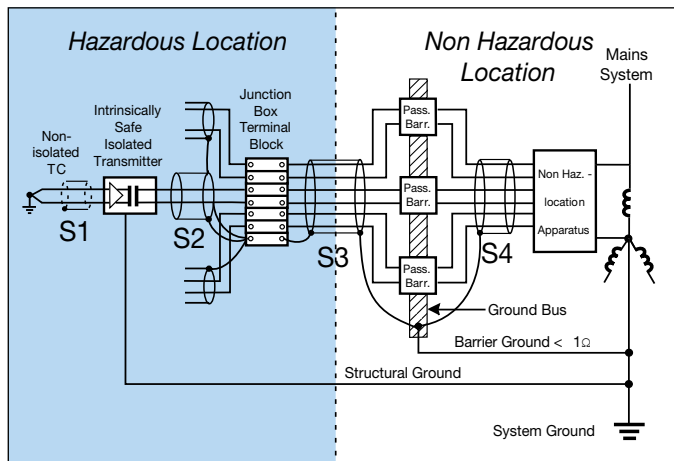 Hazardous Location
Non Hazardous
Location
Mains
System
Junction
Box
Terminal
Block
Intrinsically
Safe
Isolated
Transmitter
Non-
isolated
TC
Pass.
Barr.
Pass.
Barr.
Pass.
Barr.
Non Haz. -
location
Apparatus
S1
S2
S3
S4
Ground Bus
Barrier Ground < 1Ω
Structural Ground
System Ground